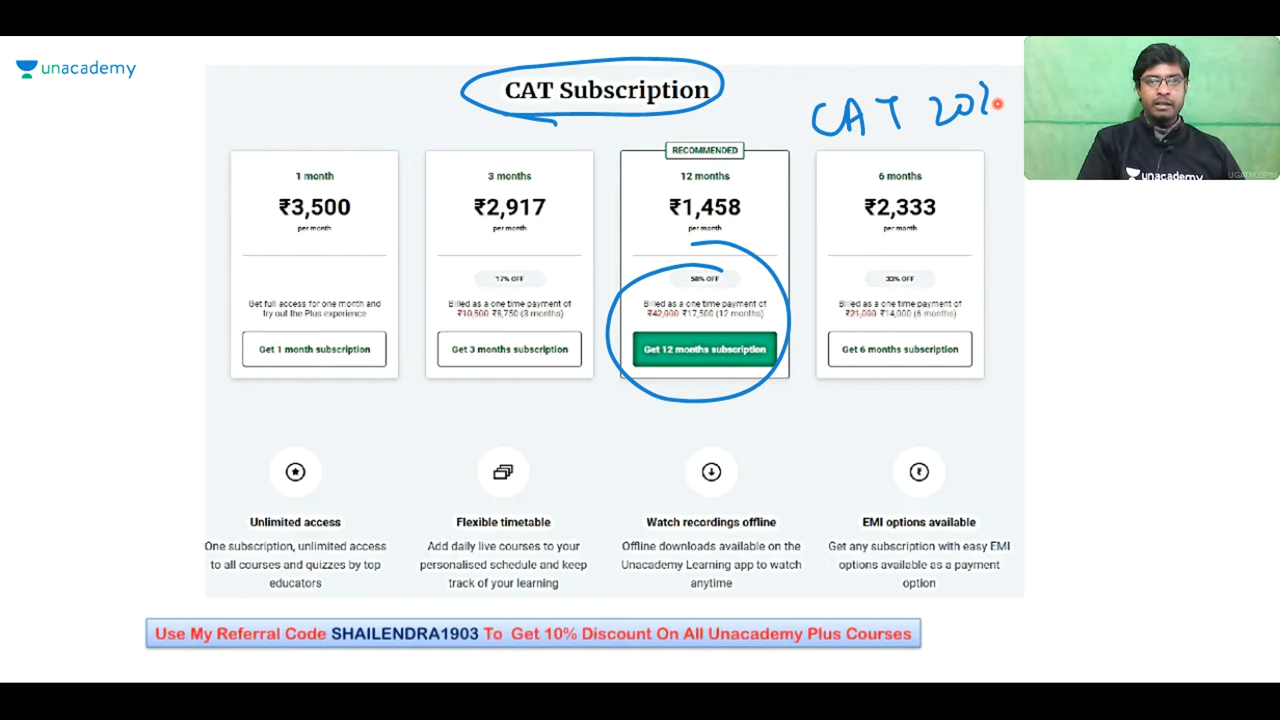 unacademy
CAT Subscription
CAT 202
RECOMMENDED
1 month
₹3,500
per month
Get full access for one month and
try out the Plus experience
Get 1 month subscription
3 months
₹2,917
per month
17% OFF
Billed as a one time payment of
₹10,500 ₹8,750 (3 months)
Get 3 months subscription
12 months
₹1,458
per month
58% OFF
Billed as a one time payment of
₹42,000 ₹17,500 (12 months)
Get 12 months subscription
6 months
₹2,333
per month
33% OFF
Billed as a one time payment of
₹21,000 ₹14,000 (6 months)
Get 6 months subscription
Unlimited access
One subscription, unlimited access
to all courses and quizzes by top
educators
Flexible timetable
Add daily live courses to your
personalised schedule and keep
track of your learning
Watch recordings offline
Offline downloads available on the
Unacademy Learning app to watch
anytime
EMI options available
Get any subscription with easy EMI
options available as a payment
option
Use My Referral Code SHAILENDRA1903 To Get 10% Discount On All Unacademy Plus Courses
unacademy